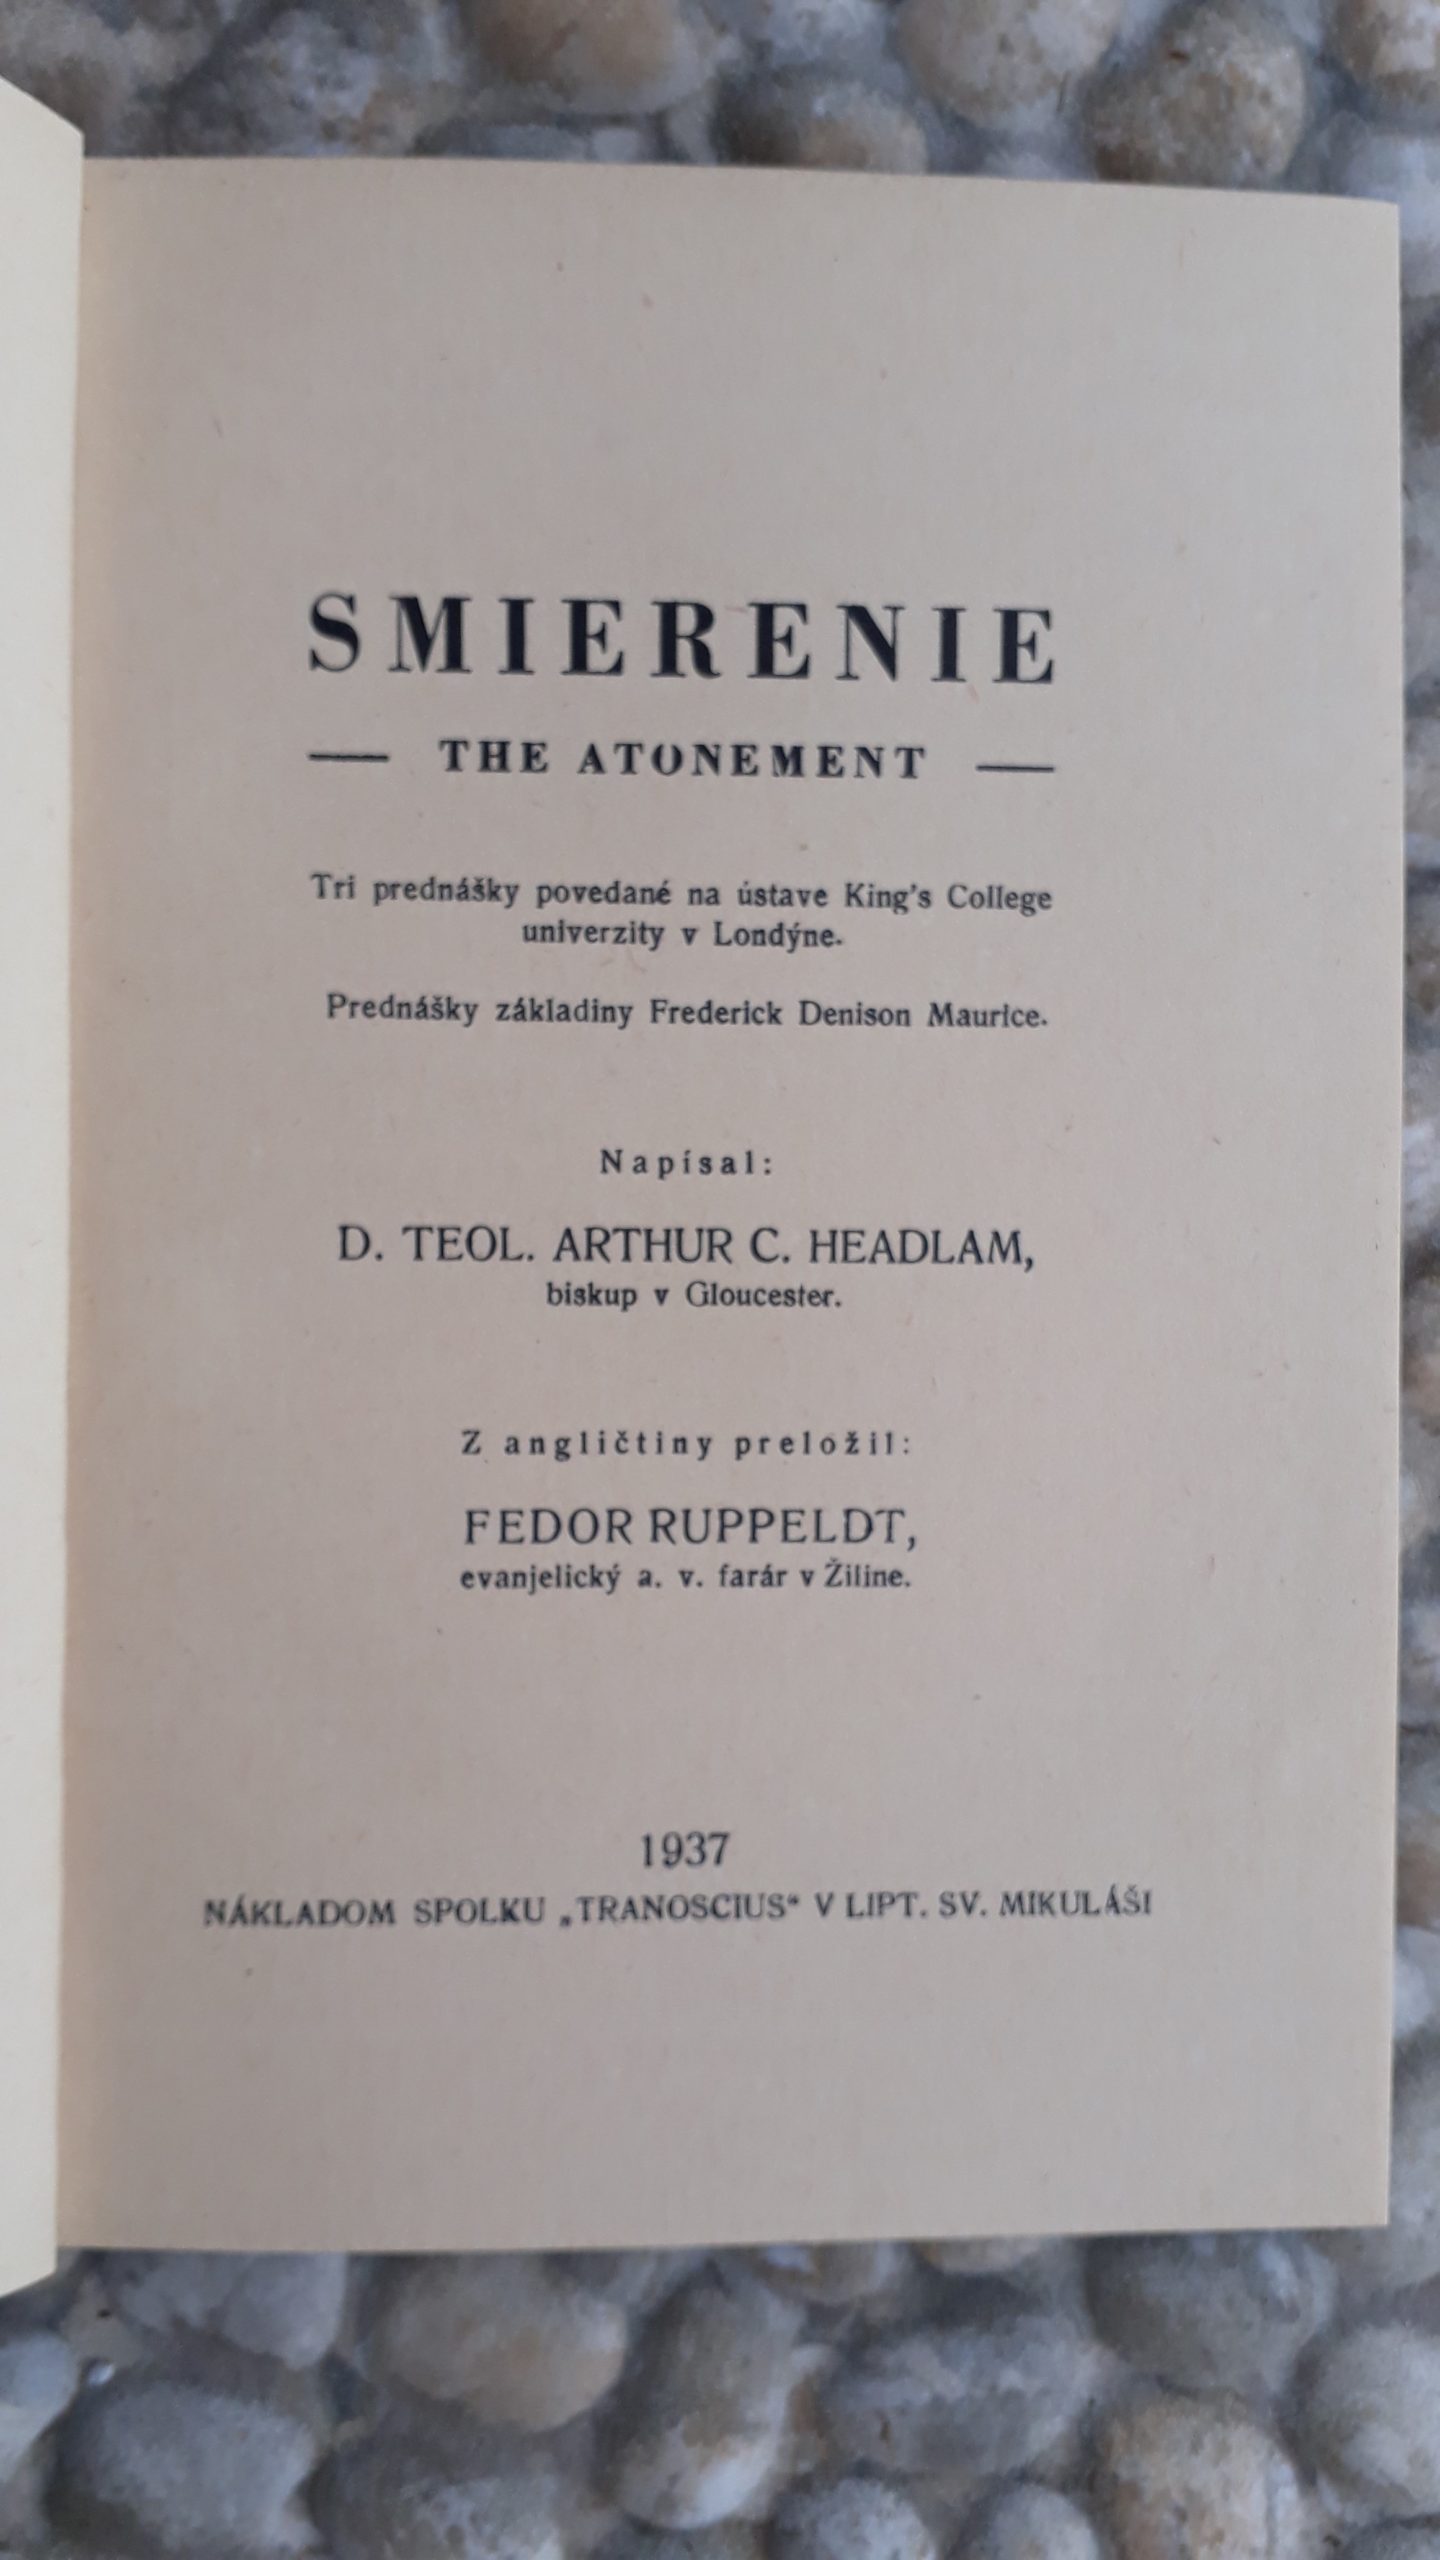 SMIERENIE
— THE ATONEMENT —
Tri prednášky povedané na ústave King's College
univerzity v Londýne.
Prednášky základiny Frederick Denison Maurice.
Napísal:
D. TEOL. ARTHUR C. HEADLAM,
biskup v Gloucester.
Z angličtiny preložil:
FEDOR RUPPELDT,
evanjelický a. v. farár v Žiline.
1937
NÁKLADOM SPOLKU „TRANOSCIUS“ V LIPT. SV. MIKULÁŠI